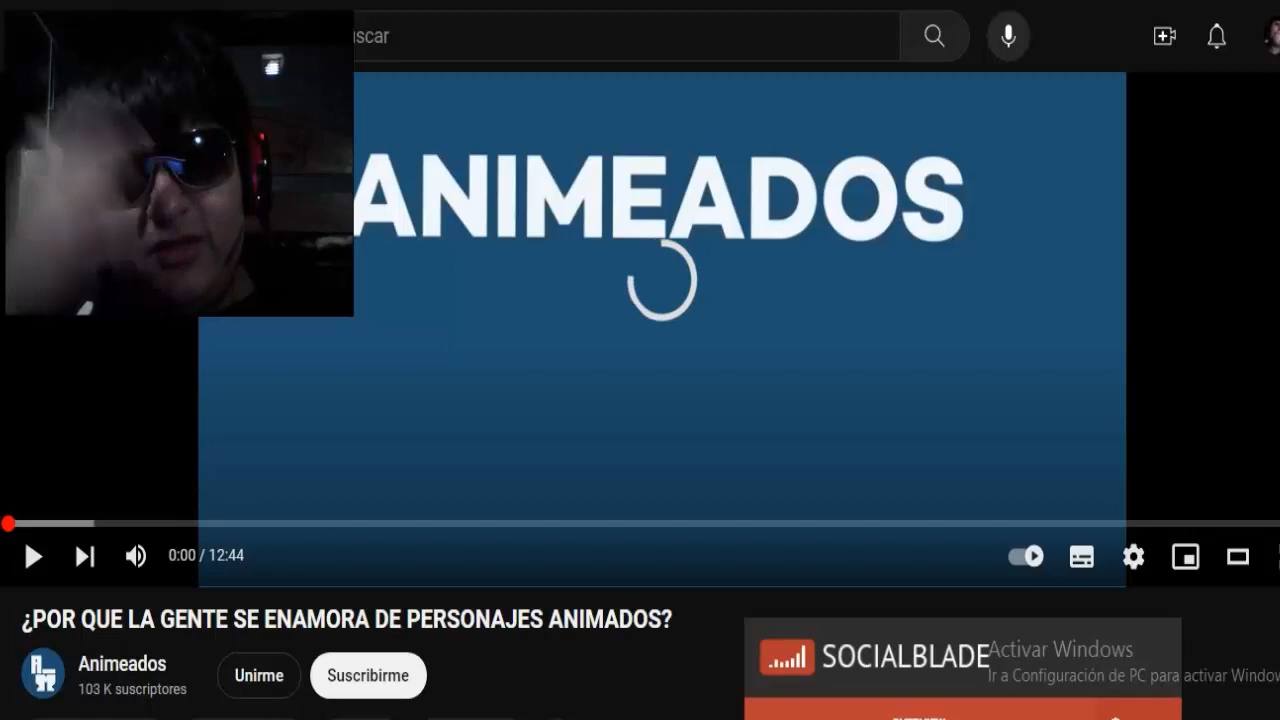 scar
ANIMEADOS
0:00 / 12:44
¿POR QUE LA GENTE SE ENAMORA DE PERSONAJES ANIMADOS?
Animeados
103 K suscriptores
Unirme
Suscribirme
SOCIALBLADE
Activar Windows
Ir a Configuración de PC para activar Window